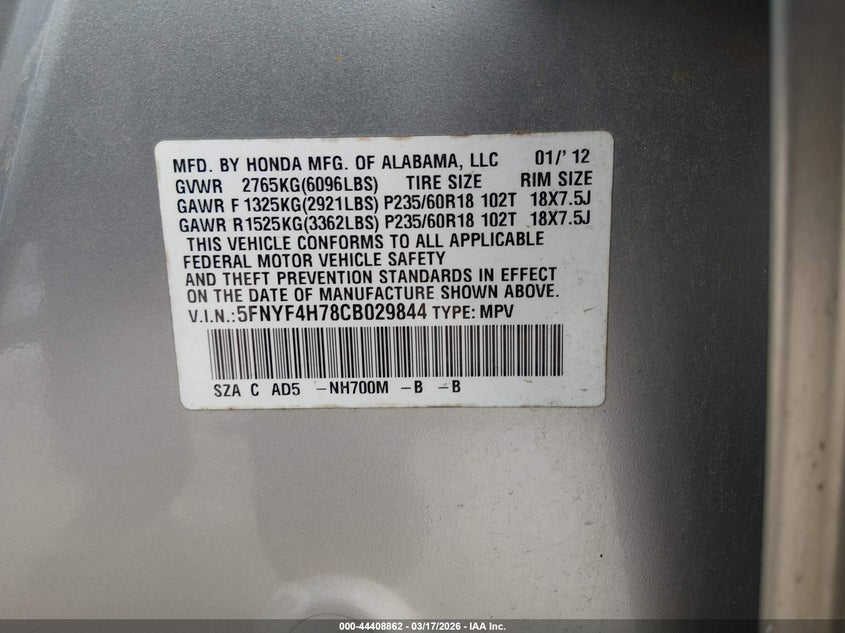 MFD. BY HONDA MFG. OF ALABAMA, LLC 01/' 12
GVWR 2765KG(6096LBS) TIRE SIZE RIM SIZE
GAWR F 1325KG(2921LBS) P235/60R18 102T 18X7.5J
GAWR R1525KG(3362LBS) P235/60R18 102T 18X7.5J
THIS VEHICLE CONFORMS TO ALL APPLICABLE
FEDERAL MOTOR VEHICLE SAFETY
AND THEFT PREVENTION STANDARDS IN EFFECT
ON THE DATE OF MANUFACTURE SHOWN ABOVE.
V.I.N.:5FNYF4H78CB029844 TYPE: MPV
SZA C AD5 -NH700M -B -B
000-44408862 - 03/17/2026 - IAA Inc.